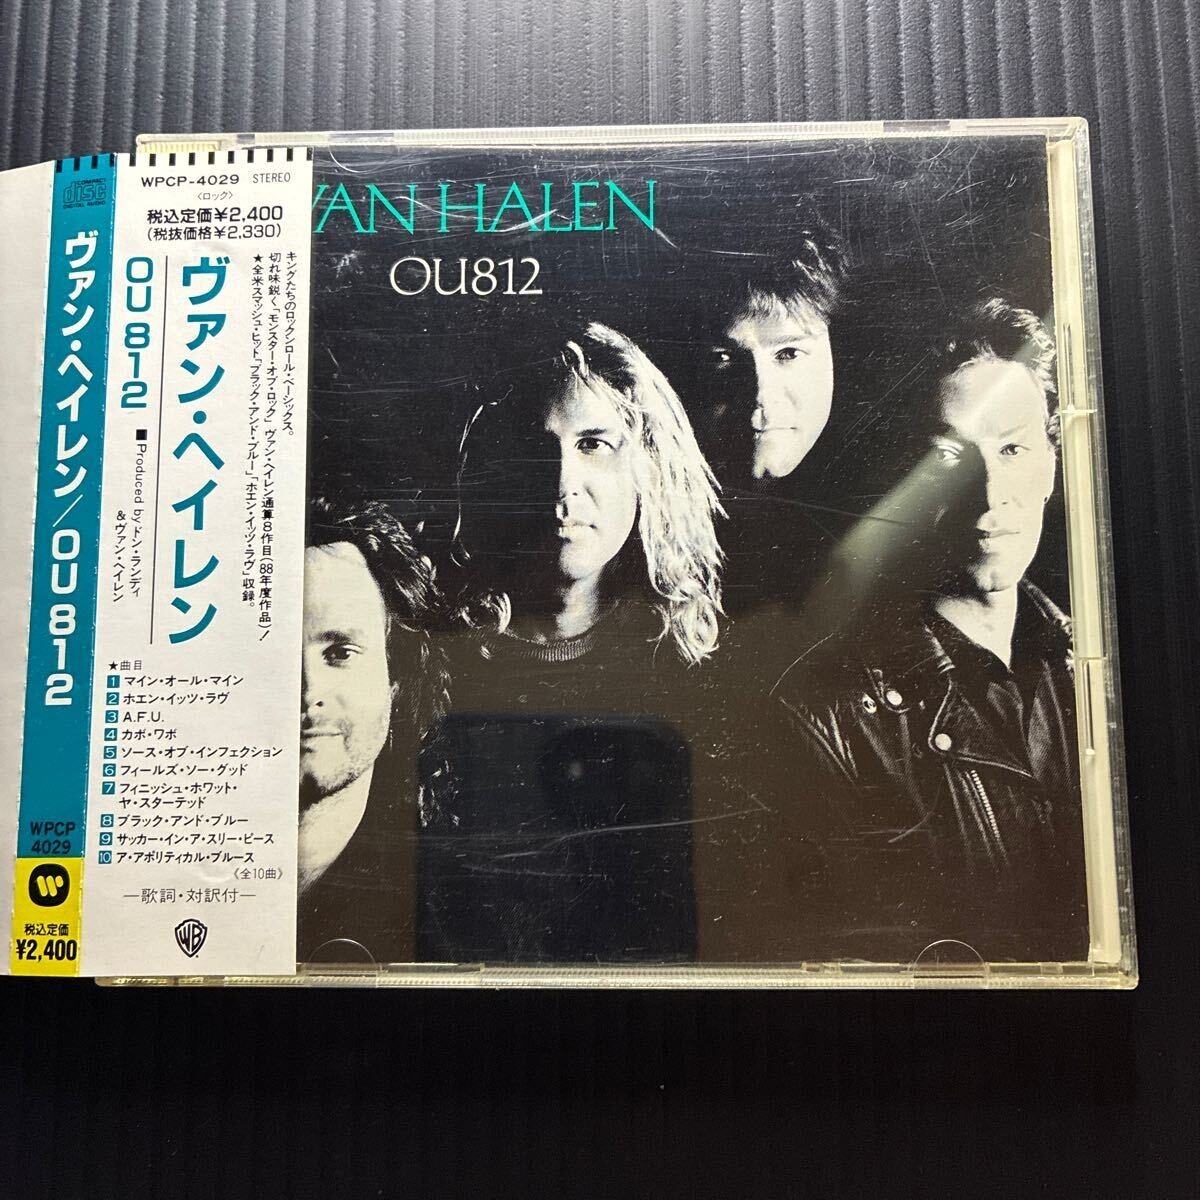 COMPACT
disc
DIGITAL AUDIO
ヴァン・ヘイレン/OU812
WPCP
4029
税込定価
¥2,400
WPCP-4029 STEREO
〈ロック〉
税込定価¥2,400
(税抜価格¥2,330)
キングたちのロックンロール・ベーシックス。
切れ味鋭く「モンスター・オブ・ロック」ヴァン・ヘイレン通算8作目(88年度作品)!
★全米スマッシュ・ヒット「ブラック・アンド・ブルー」「ホエン・イッツ・ラヴ」収録。
ヴァン・ヘイレン
OU812
■Produced by ドン・ランディ
&ヴァン・ヘイレン
★曲目
1 マイン・オール・マイン
2 ホエン・イッツ・ラヴ
3 A.F.U.
4 カボ・ワボ
5 ソース・オブ・インフェクション
6 フィールズ・ソー・グッド
7 フィニッシュ・ホワット・
ヤ・スターテッド
8 ブラック・アンド・ブルー
9 サッカー・イン・ア・スリー・ピース
10 ア・アポリティカル・ブルース
《全10曲》
—歌詞・対訳付—
WB
VAN HALEN
OU812